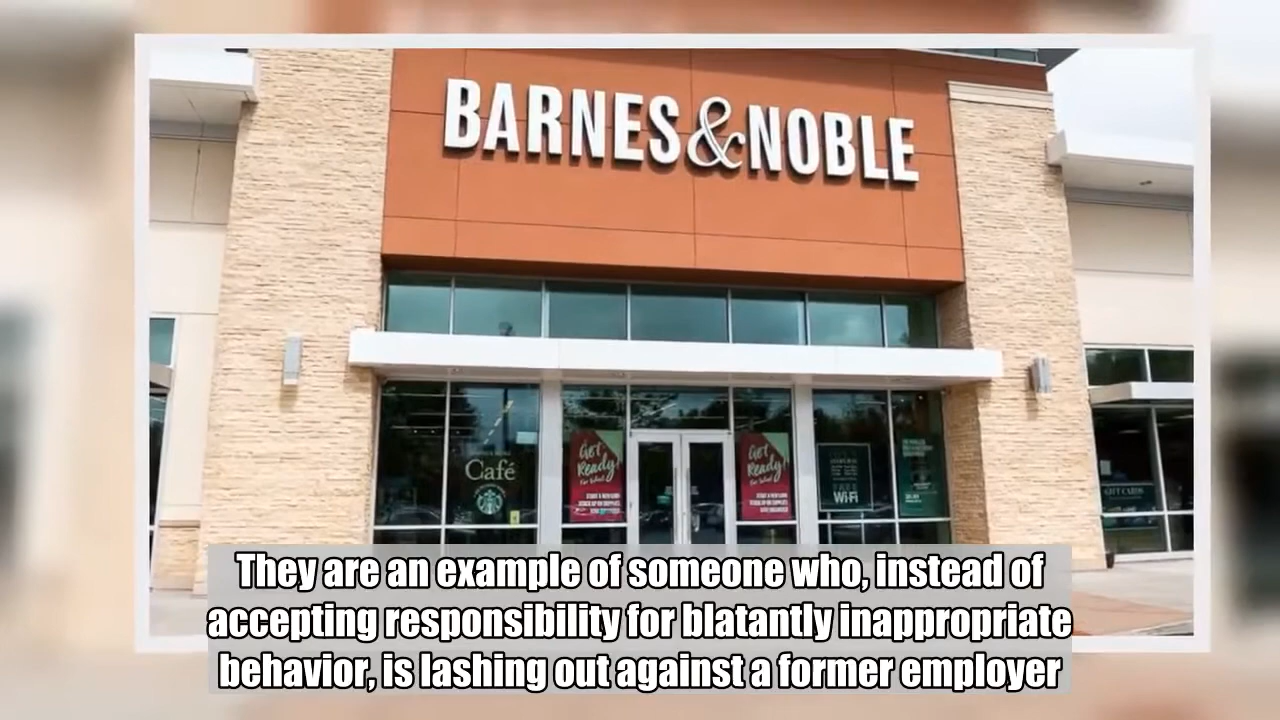 BARNES&NOBLE
Café
Get
Ready!
Get
Ready!
FREE
WiFi
They are an example of someone who, instead of
accepting responsibility for blatantly inappropriate
behavior, is lashing out against a former employer